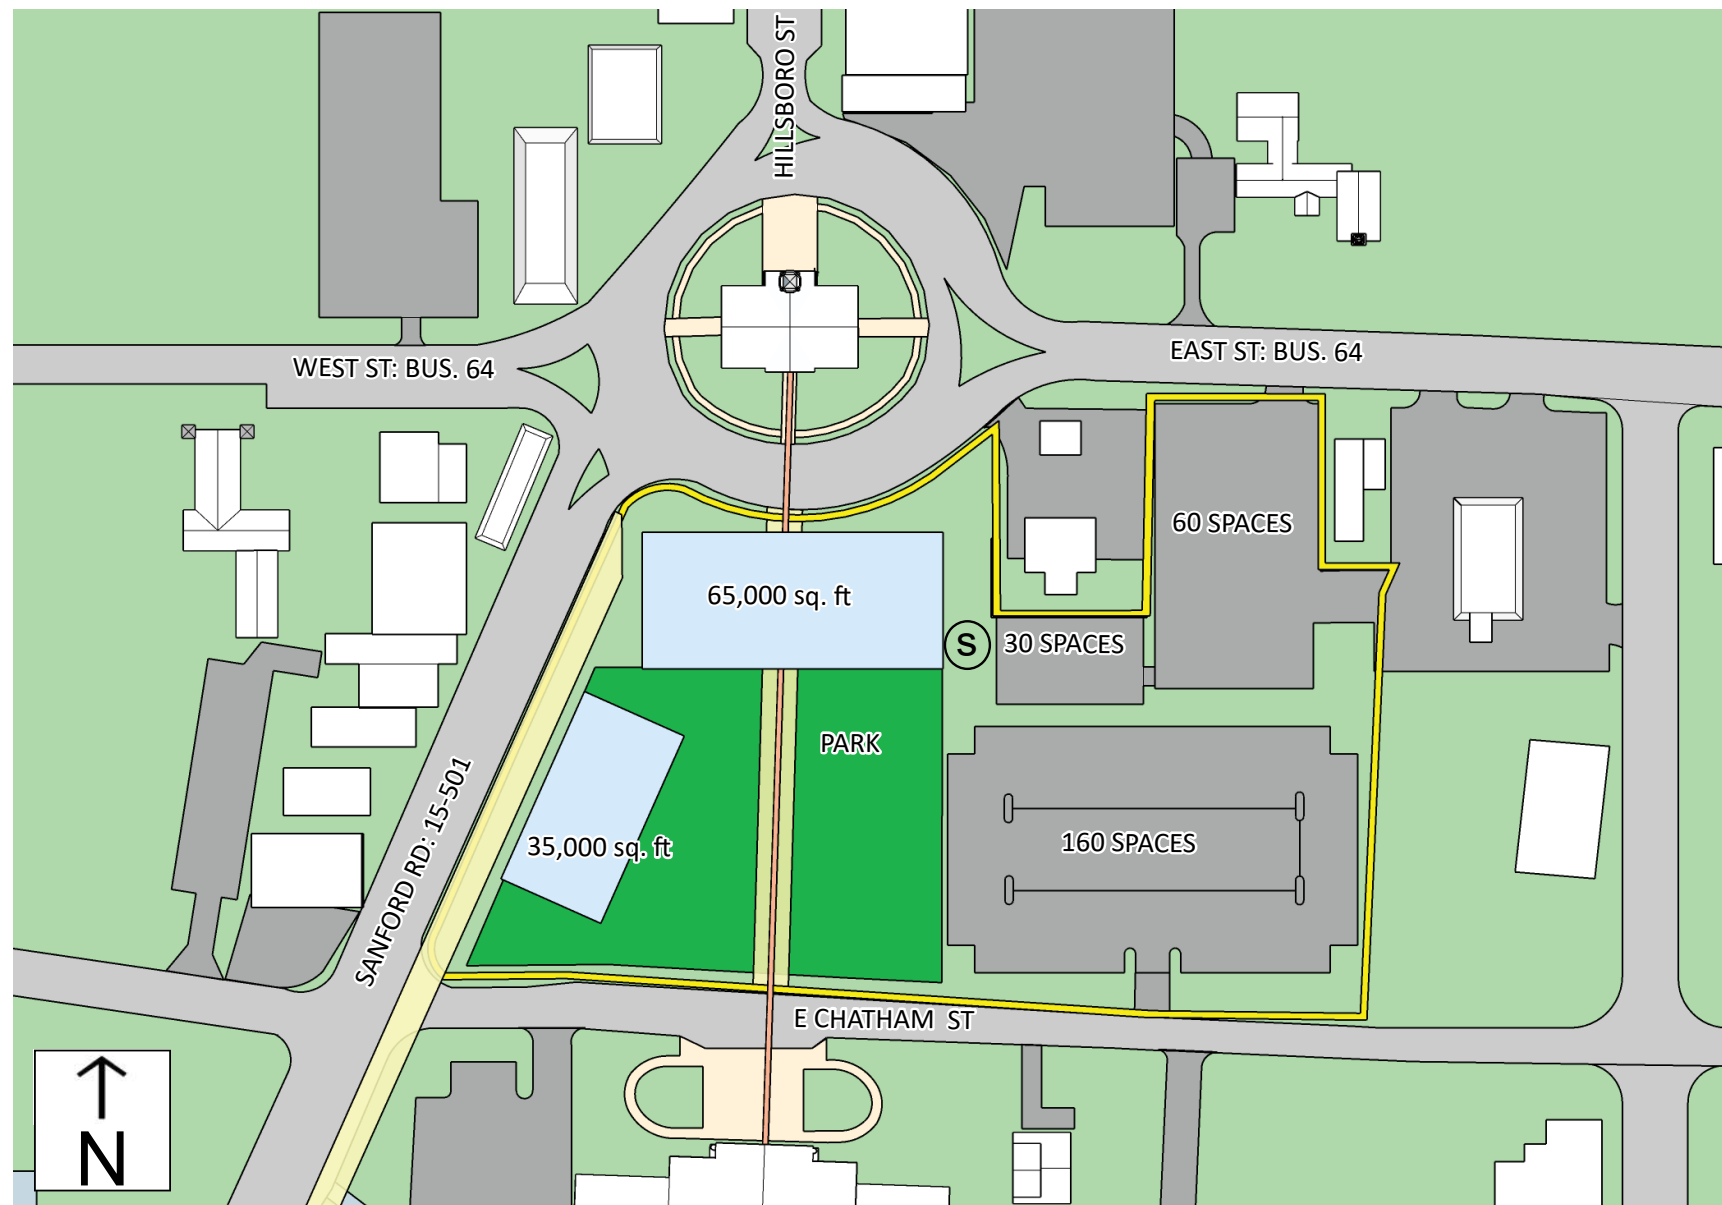 HILLSBORO ST
WEST ST: BUS. 64
EAST ST: BUS. 64
60 SPACES
65,000 sq. ft
S
30 SPACES
PARK
35,000 sq. ft
160 SPACES
SANFORD RD: 15-501
E CHATHAM ST
N